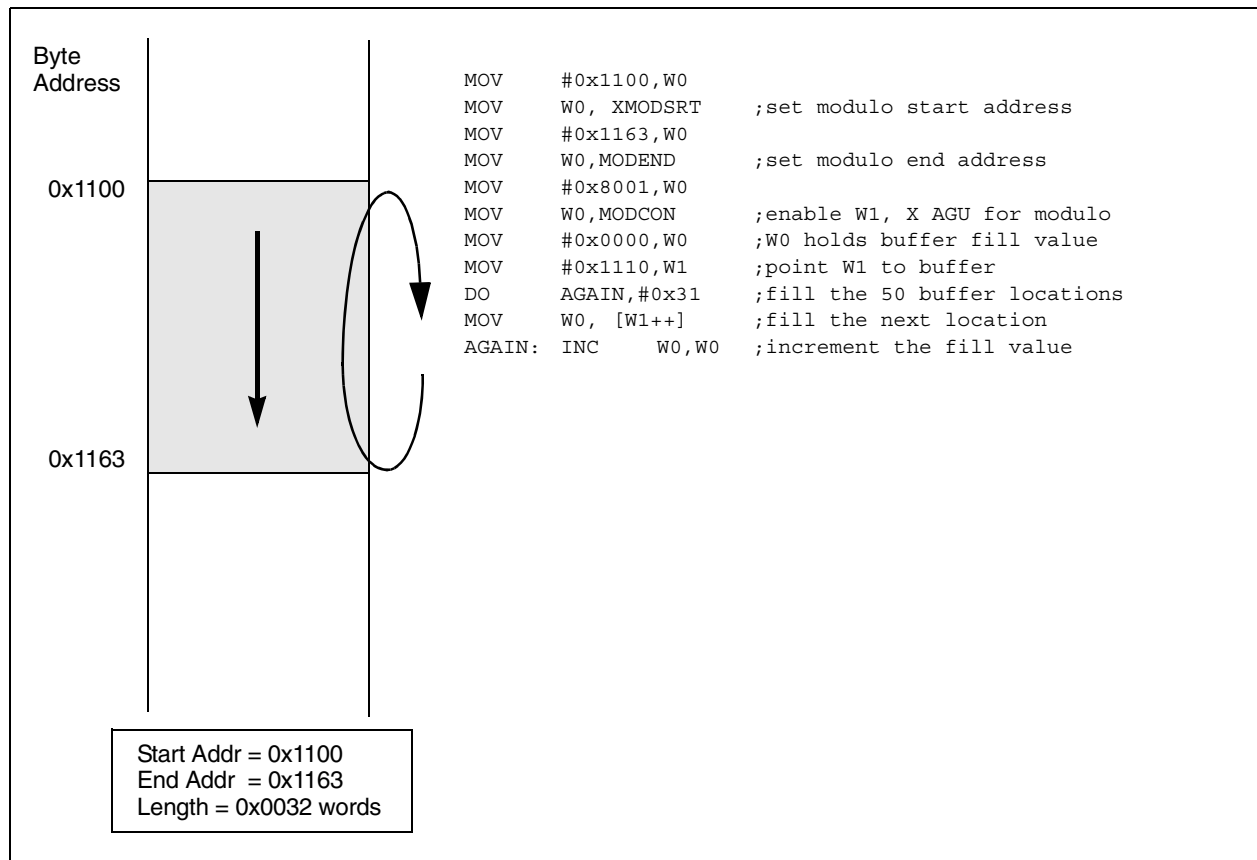 Byte
Address
0x1100
0x1163
MOV #0x1100,W0
MOV W0, XMODSRT ;set modulo start address
MOV #0x1163,W0
MOV W0,MODEND ;set modulo end address
MOV #0x8001,W0
MOV W0,MODCON ;enable W1, X AGU for modulo
MOV #0x0000,W0 ;W0 holds buffer fill value
MOV #0x1110,W1 ;point W1 to buffer
DO AGAIN,#0x31 ;fill the 50 buffer locations
MOV W0, [W1++] ;fill the next location
AGAIN: INC W0,W0 ;increment the fill value
Start Addr = 0x1100
End Addr = 0x1163
Length = 0x0032 words